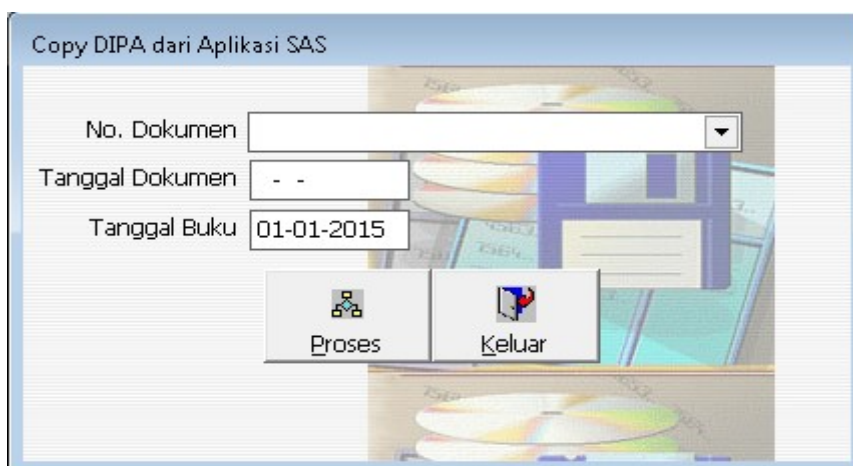 Copy DIPA dari Aplikasi SAS
No. Dokumen
Tanggal Dokumen - -
Tanggal Buku 01-01-2015
Proses Keluar